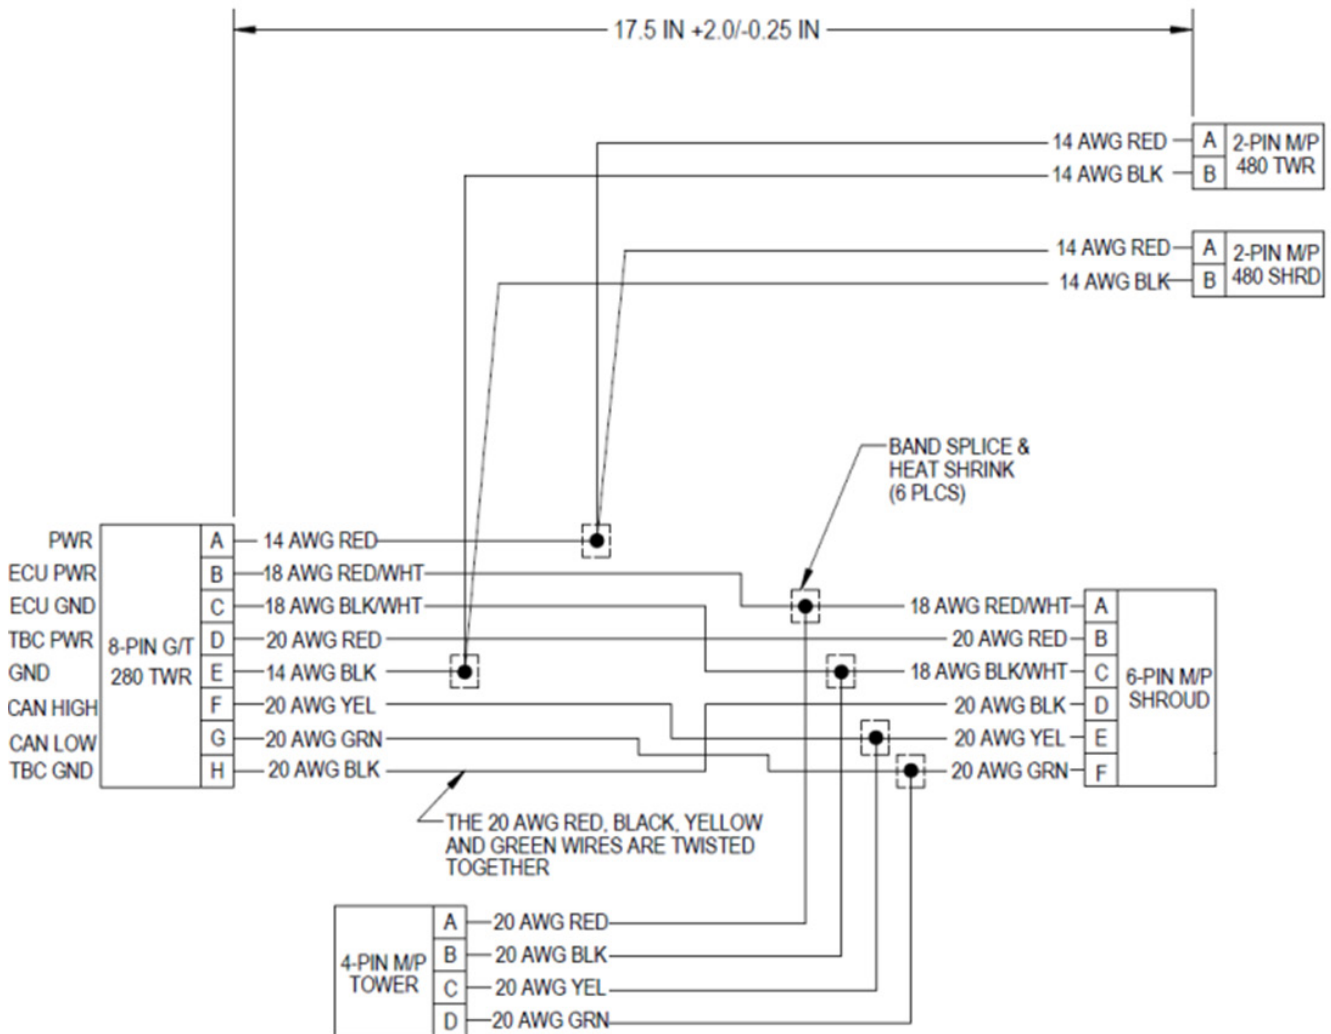 17.5 IN +2.0/-0.25 IN
14 AWG RED
A
2-PIN M/P
480 TWR
14 AWG BLK
B
14 AWG RED
A
2-PIN M/P
480 SHRD
14 AWG BLK
B
BAND SPLICE &
HEAT SHRINK
(6 PLCS)
PWR
A
14 AWG RED
ECU PWR
B
18 AWG RED/WHT
ECU GND
C
18 AWG BLK/WHT
TBC PWR
D
20 AWG RED
GND
E
14 AWG BLK
CAN HIGH
F
20 AWG YEL
CAN LOW
G
20 AWG GRN
TBC GND
H
20 AWG BLK
8-PIN G/T
280 TWR
18 AWG RED/WHT
A
20 AWG RED
B
18 AWG BLK/WHT
C
20 AWG BLK
D
20 AWG YEL
E
20 AWG GRN
F
6-PIN M/P
SHROUD
THE 20 AWG RED, BLACK, YELLOW
AND GREEN WIRES ARE TWISTED
TOGETHER
4-PIN M/P
TOWER
A
20 AWG RED
B
20 AWG BLK
C
20 AWG YEL
D
20 AWG GRN